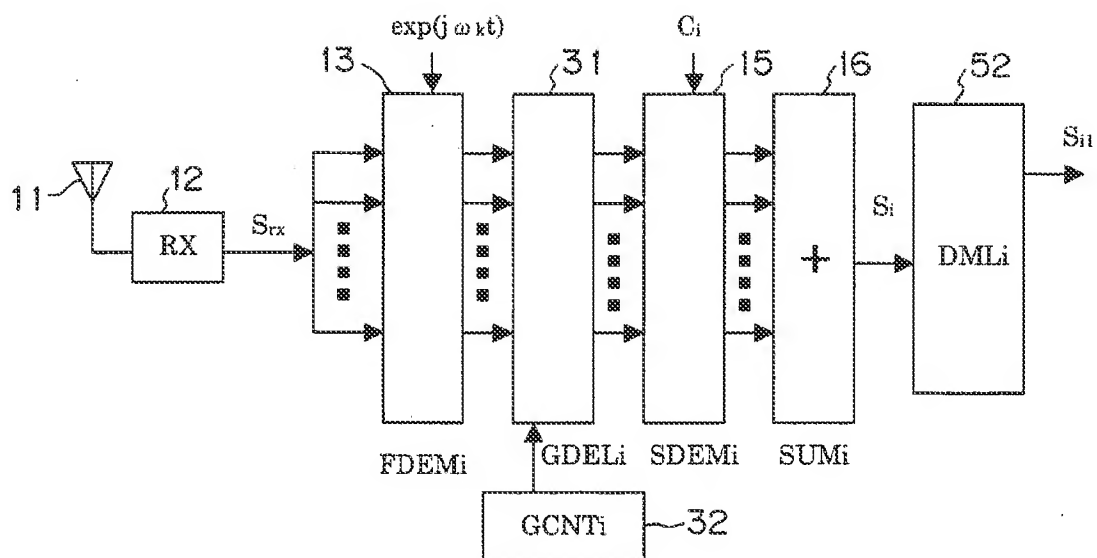 exp(j ωkt)
Ci
13
31
15
16
52
Si1
11
12
RX
Srx
Si
+
DMLi
FDEMi
GDELi
SDEMi
SUMi
GCNTi
32